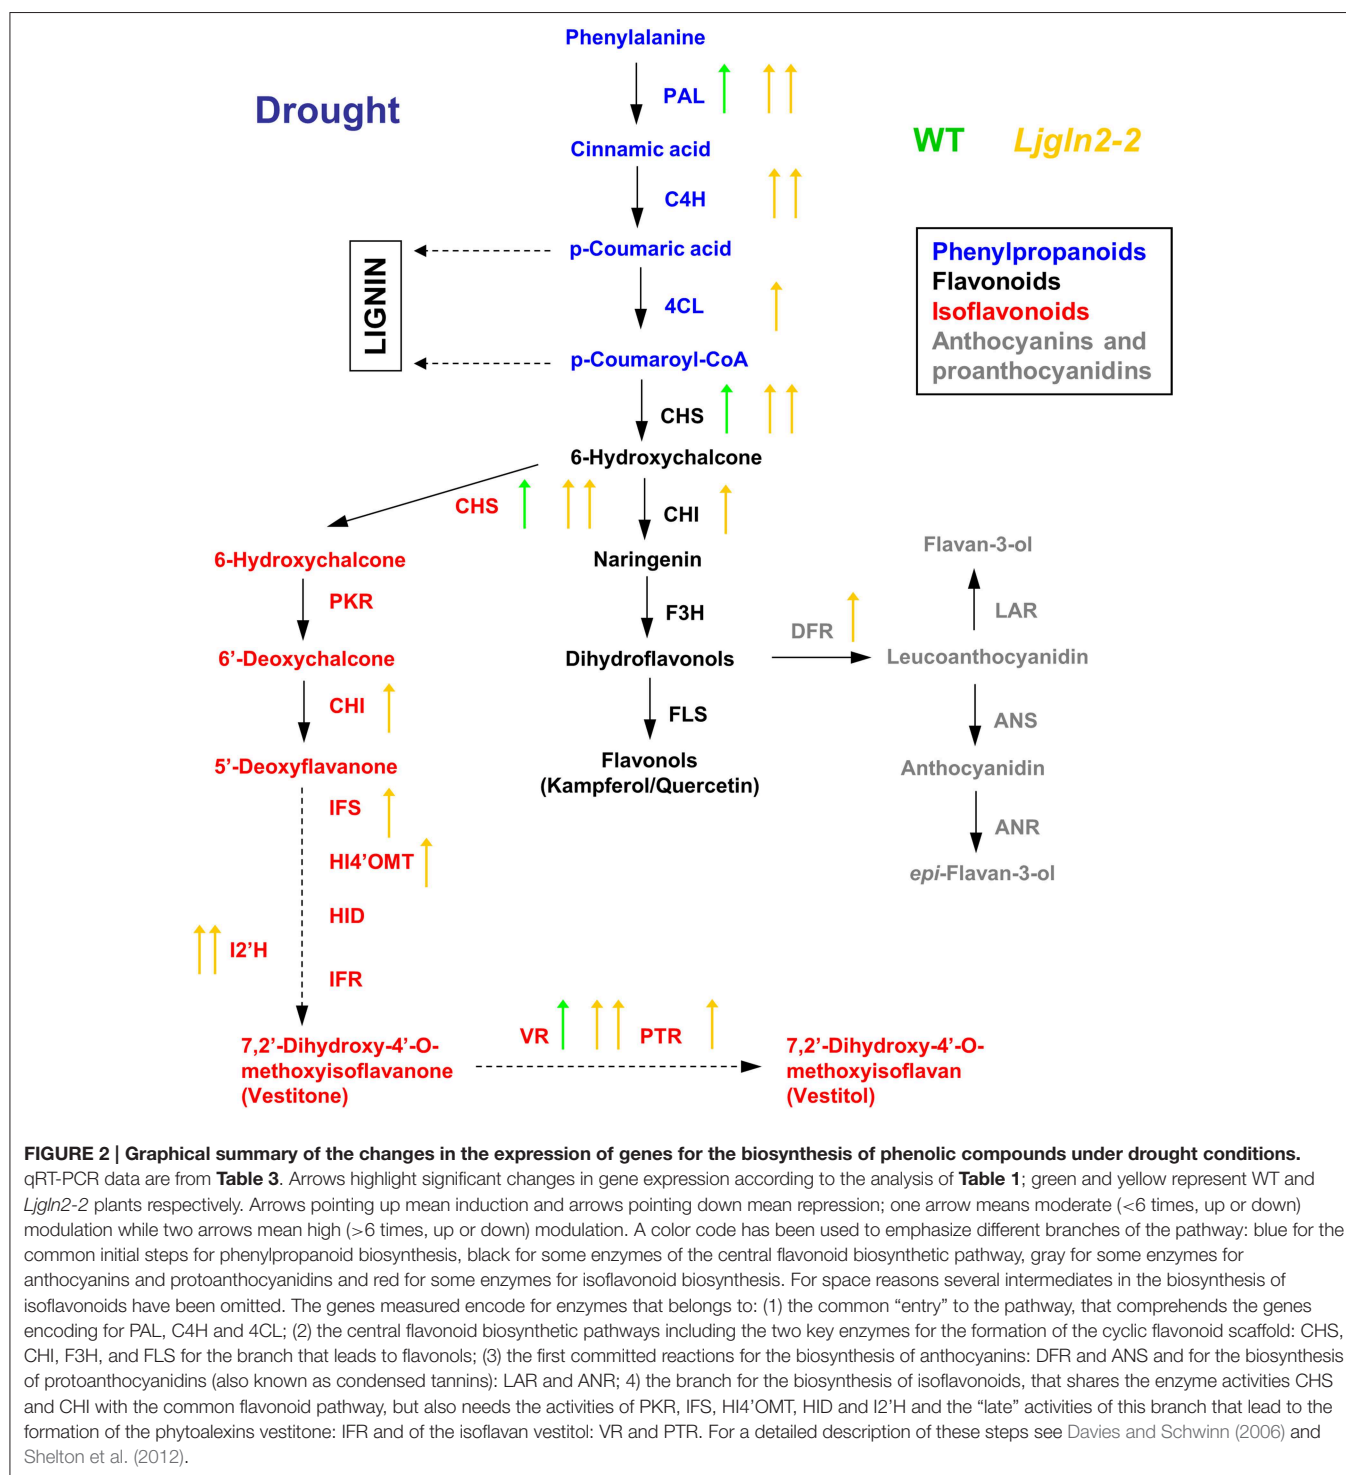 Phenylalanine
Drought
PAL
WT Ljgln2-2
Cinnamic acid
C4H
p-Coumaric acid
LIGNIN
4CL
p-Coumaroyl-CoA
Phenylpropanoids
Flavonoids
Isoflavonoids
Anthocyanins and
proanthocyanidins
CHS
6-Hydroxychalcone
CHS
CHI
6-Hydroxychalcone
Naringenin
Flavan-3-ol
PKR
F3H
DFR
LAR
6’-Deoxychalcone
Dihydroflavonols
Leucoanthocyanidin
CHI
FLS
ANS
5’-Deoxyflavanone
Flavonols
(Kampferol/Quercetin)
Anthocyanidin
IFS
ANR
HI4’OMT
epi-Flavan-3-ol
HID
I2’H
IFR
VR PTR
7,2’-Dihydroxy-4’-O-
methoxyisoflavanone
(Vestitone)
7,2’-Dihydroxy-4’-O-
methoxyisoflavan
(Vestitol)
FIGURE 2 | Graphical summary of the changes in the expression of genes for the biosynthesis of phenolic compounds under drought conditions.
qRT-PCR data are from Table 3. Arrows highlight significant changes in gene expression according to the analysis of Table 1; green and yellow represent WT and
Ljgln2-2 plants respectively. Arrows pointing up mean induction and arrows pointing down mean repression; one arrow means moderate (<6 times, up or down)
modulation while two arrows mean high (>6 times, up or down) modulation. A color code has been used to emphasize different branches of the pathway: blue for the
common initial steps for phenylpropanoid biosynthesis, black for some enzymes of the central flavonoid biosynthetic pathway, gray for some enzymes for
anthocyanins and protoanthocyanidins and red for some enzymes for isoflavonoid biosynthesis. For space reasons several intermediates in the biosynthesis of
isoflavonoids have been omitted. The genes measured encode for enzymes that belongs to: (1) the common “entry” to the pathway, that comprehends the genes
encoding for PAL, C4H and 4CL; (2) the central flavonoid biosynthetic pathways including the two key enzymes for the formation of the cyclic flavonoid scaffold: CHS,
CHI, F3H, and FLS for the branch that leads to flavonols; (3) the first committed reactions for the biosynthesis of anthocyanins: DFR and ANS and for the biosynthesis
of protoanthocyanidins (also known as condensed tannins): LAR and ANR; 4) the branch for the biosynthesis of isoflavonoids, that shares the enzyme activities CHS
and CHI with the common flavonoid pathway, but also needs the activities of PKR, IFS, HI4’OMT, HID and I2’H and the “late” activities of this branch that lead to the
formation of the phytoalexins vestitone: IFR and of the isoflavan vestitol: VR and PTR. For a detailed description of these steps see Davies and Schwinn (2006) and
Shelton et al. (2012).